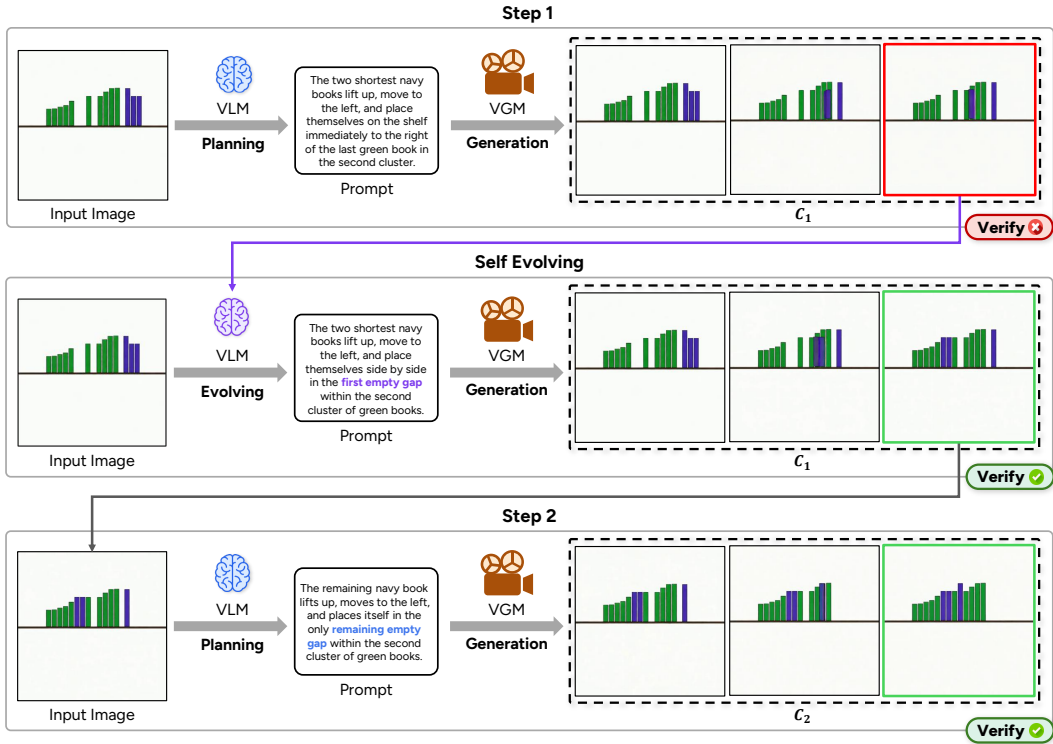 Step 1
VLM
Planning
The two shortest navy
books lift up, move to
the left, and place
themselves on the shelf
immediately to the right
of the last green book in
the second cluster.
Prompt
VGM
Generation
Input Image
C₁
Verify
Self Evolving
VLM
Evolving
The two shortest navy
books lift up, move to
the left, and place
themselves side by side
in the first empty gap
within the second
cluster of green books.
Prompt
VGM
Generation
Input Image
C₁
Verify
Step 2
VLM
Planning
The remaining navy book
lifts up, moves to the left,
and places itself in the
only remaining empty
gap within the second
cluster of green books.
Prompt
VGM
Generation
Input Image
C₂
Verify